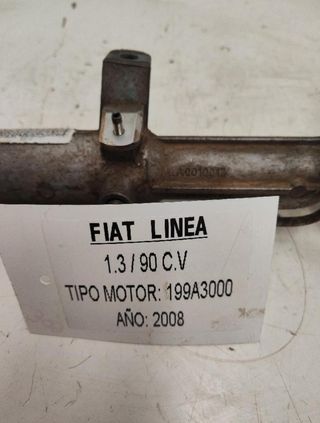 FIAT LINEA
1.3 / 90 C.V
TIPO MOTOR: 199A3000
AÑO: 2008